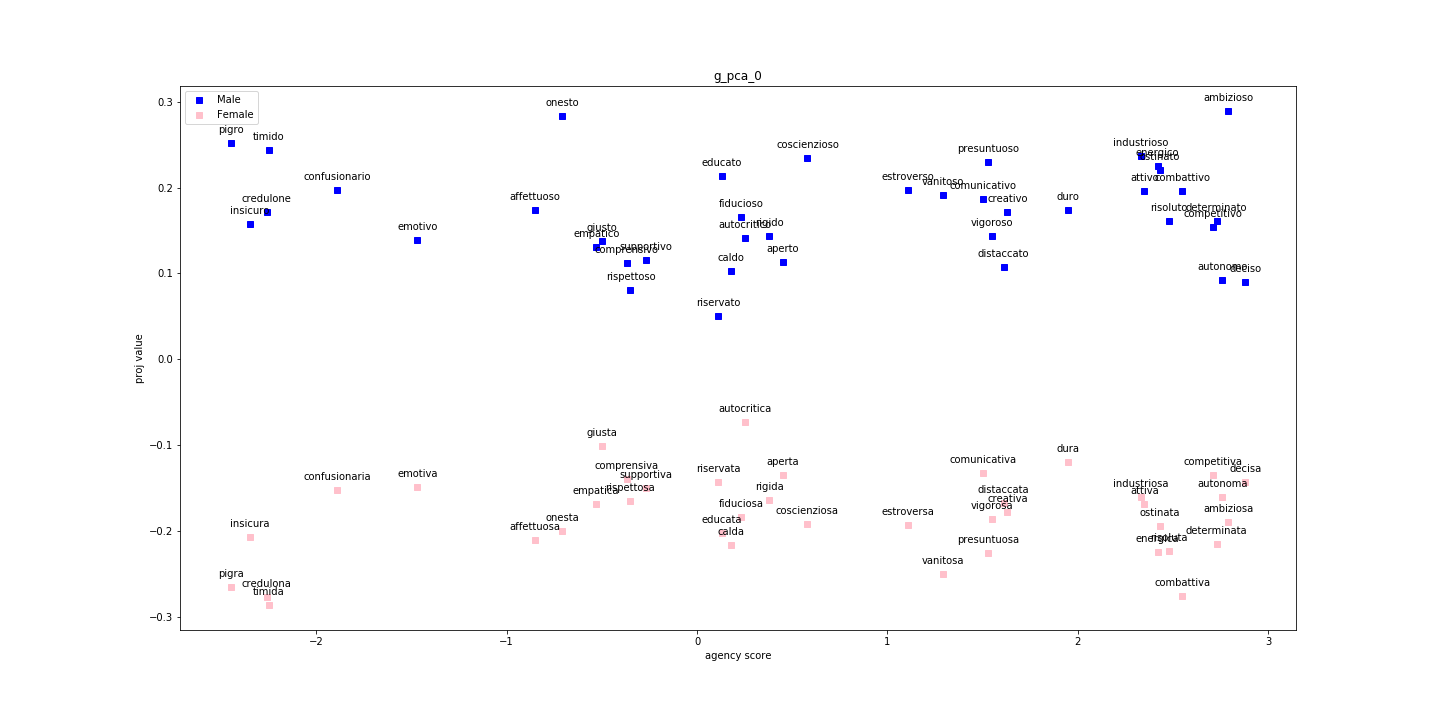 g_pca_0
Male
Female
0.3
0.2
0.1
0.0
−0.1
−0.2
−0.3
proj value
−2
−1
0
1
2
3
agency score
ambizioso
onesto
pigro
timido
industrioso
coscienzioso
presuntuoso
energico
ostinato
educato
confusionario
estroverso
attivo
combattivo
vanitoso
comunicativo
affettuoso
duro
credulone
creativo
fiducioso
insicuro
risoluto
determinato
competitivo
emotivo
giusto
empatico
autocritico
rigido
vigoroso
supportivo
comprensivo
aperto
caldo
distaccato
rispettoso
autonomo
deciso
riservato
autocritica
giusta
dura
comunicativa
aperta
competitiva
comprensiva
riservata
decisa
emotiva
supportiva
confusionaria
rispettosa
rigida
distaccata
industriosa
autonoma
attiva
empatica
creativa
fiduciosa
vigorosa
ambiziosa
coscienziosa
estroversa
ostinata
onesta
educata
insicura
affettuosa
calda
determinata
risoluta
energica
presuntuosa
vanitosa
pigra
credulona
timida
combattiva